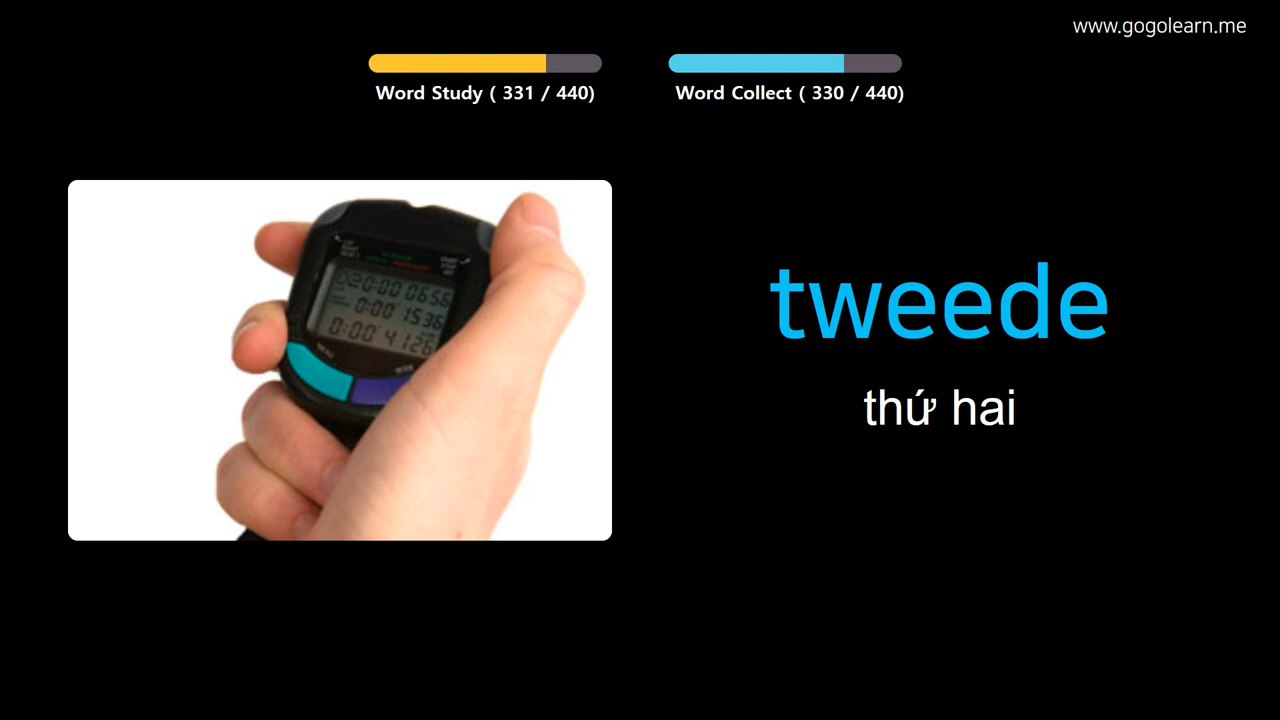 www.gogolearn.me
Word Study ( 331 / 440)
Word Collect ( 330 / 440)
tweede
thứ hai